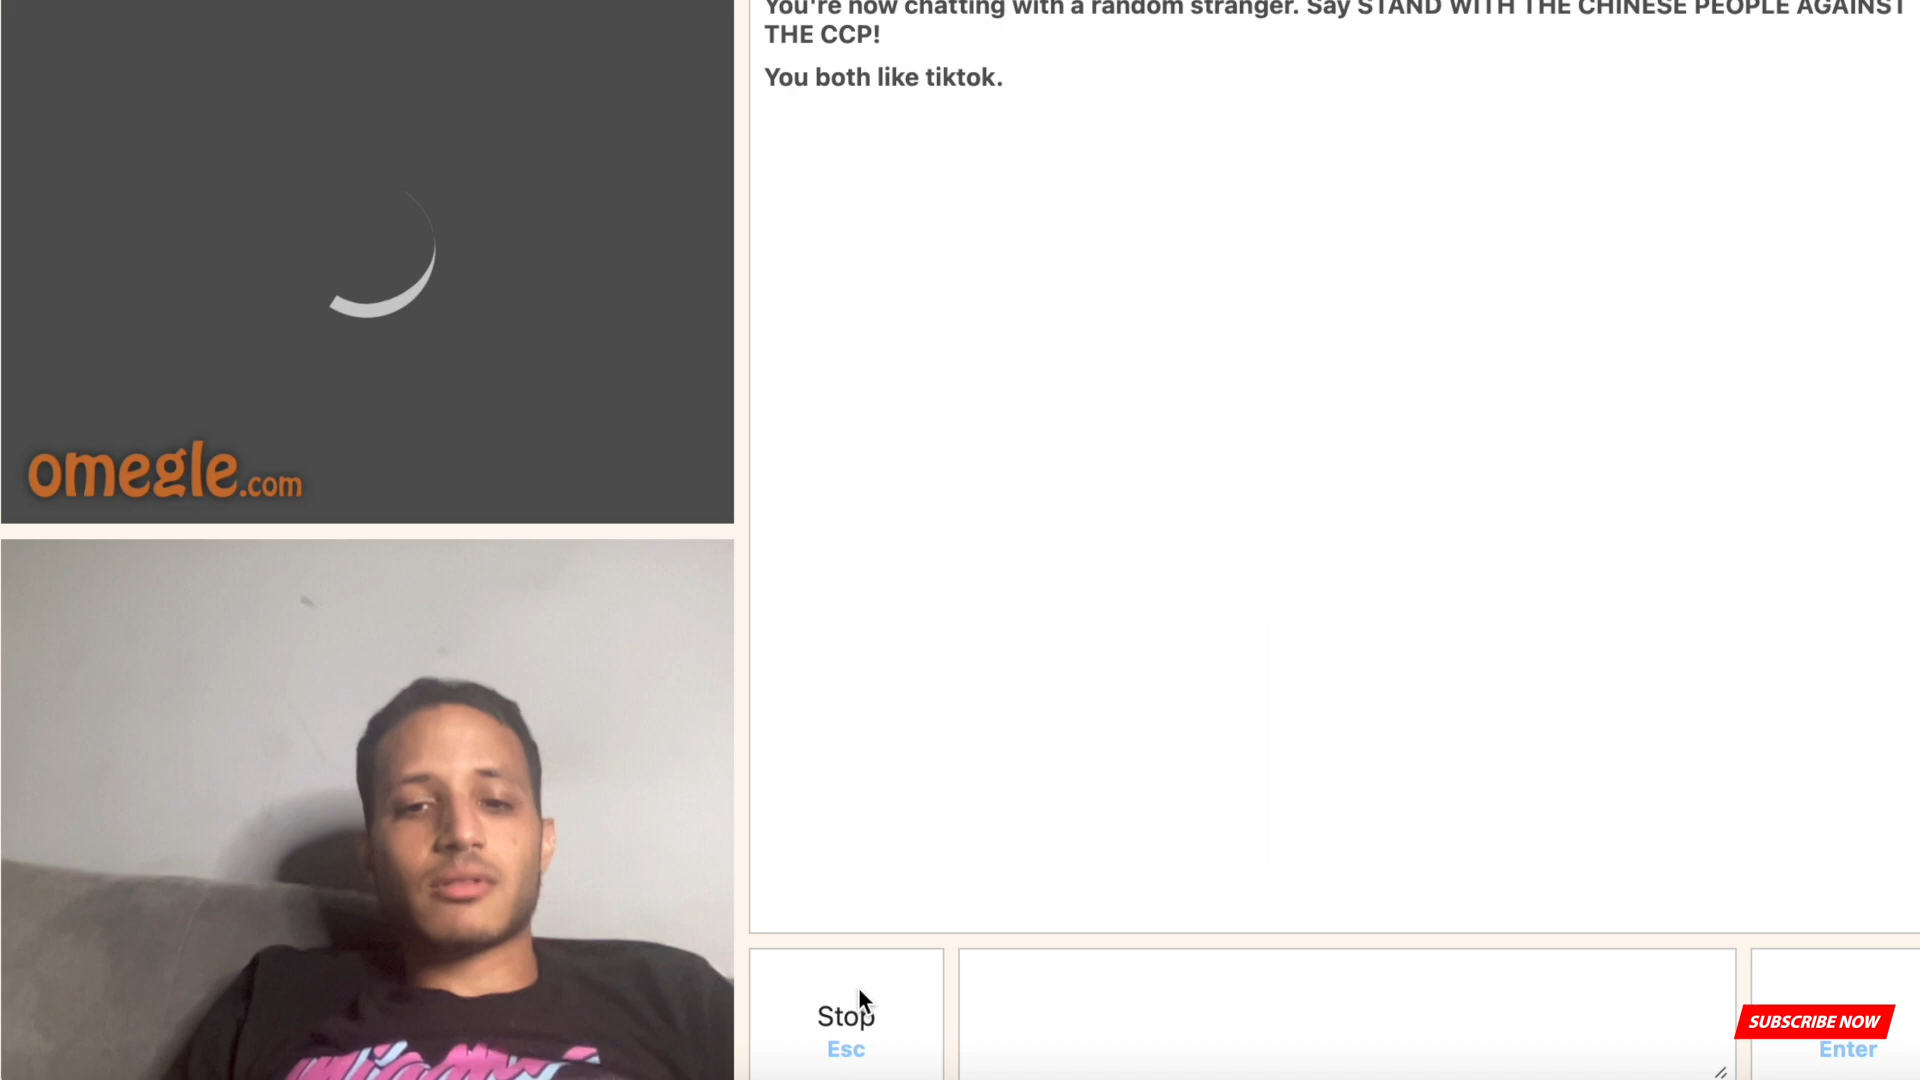 You're now chatting with a random stranger. Say STAND WITH THE CHINESE PEOPLE AGAINST
THE CCP!
You both like tiktok.
omegle.com
Stop
Esc
SUBSCRIBE NOW
Enter